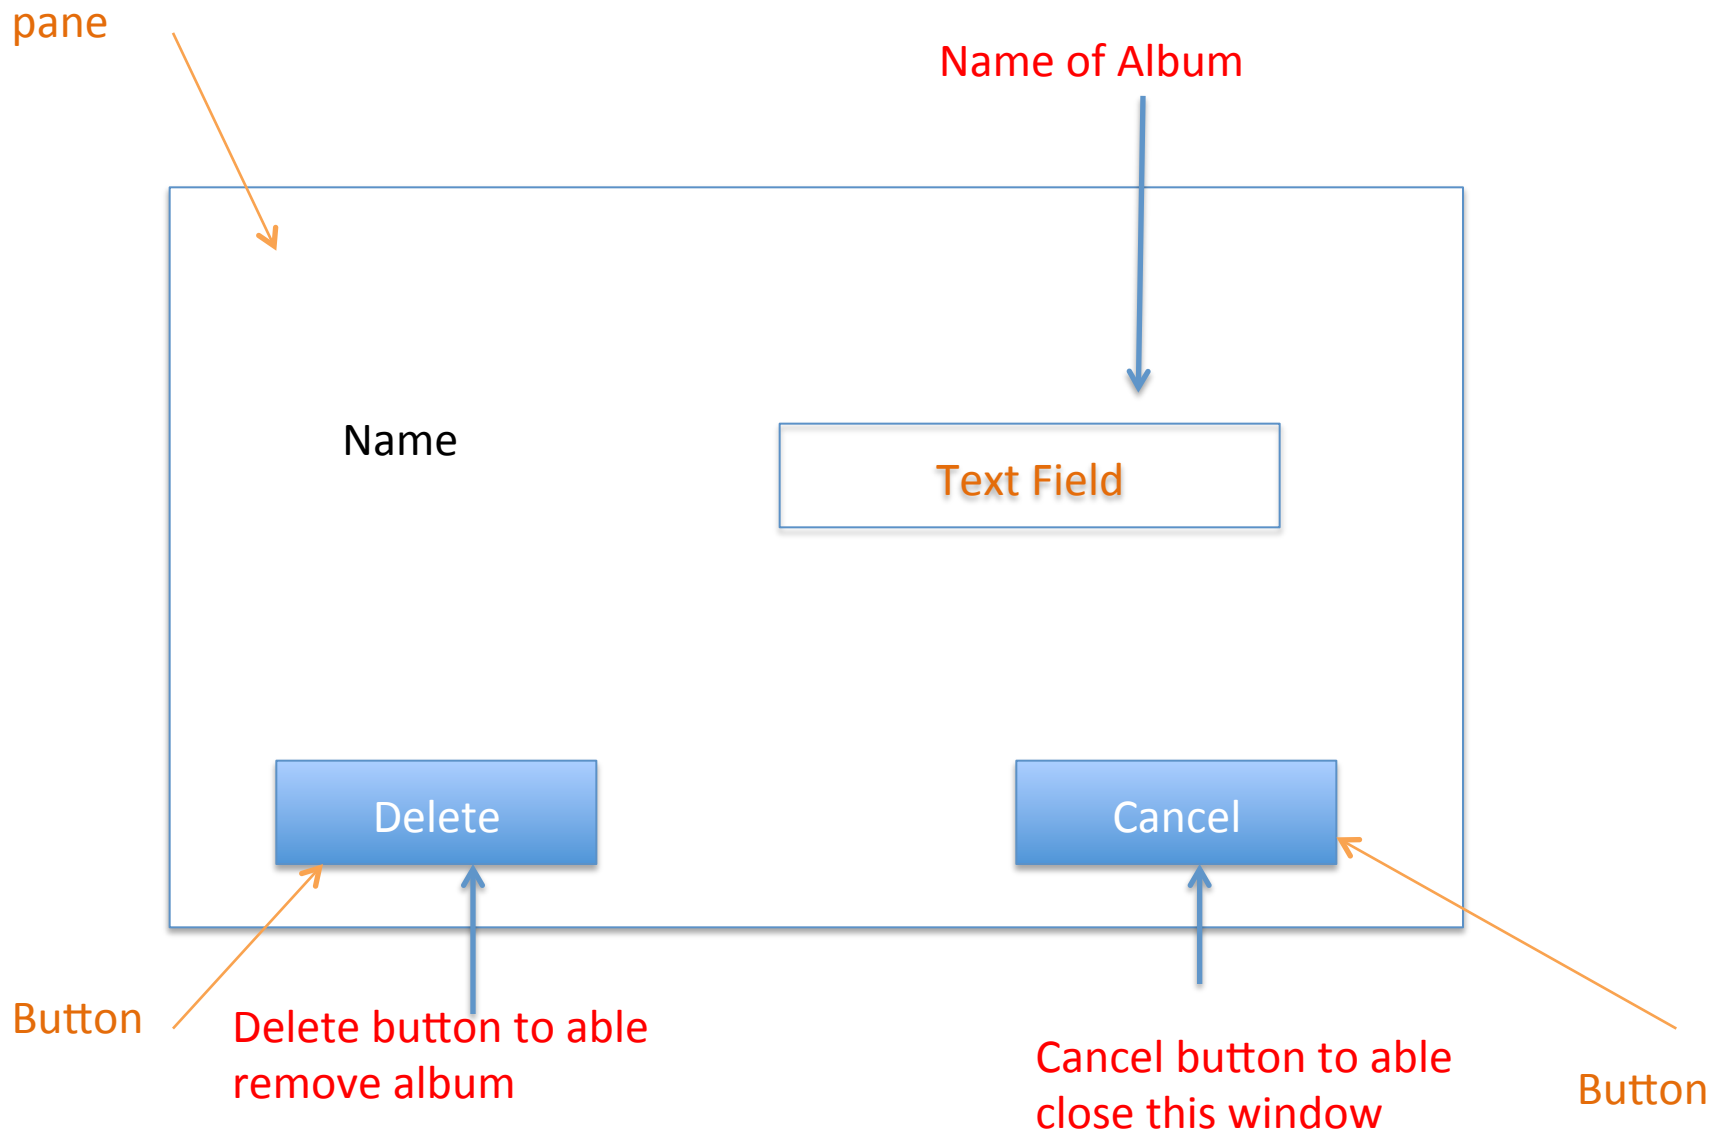 pane
Name of Album
Name
Text Field
Delete
Cancel
Button
Delete button to able
remove album
Cancel button to able
close this window
Button